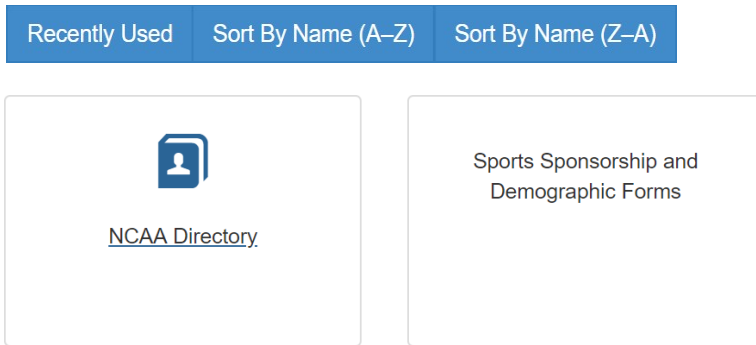 Recently Used
Sort By Name (A–Z)
Sort By Name (Z–A)
NCAA Directory
Sports Sponsorship and
Demographic Forms